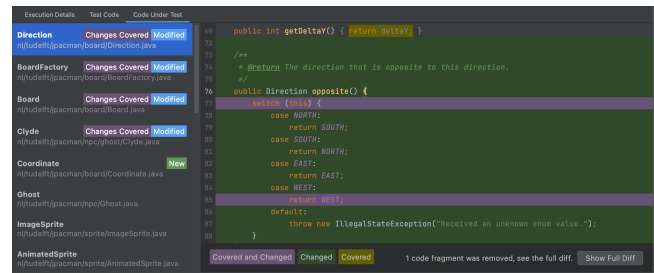 Execution Details Test Code Code Under Test
Direction Changes Covered Modified
nl/tudelft/jpacman/board/Direction.java
BoardFactory Changes Covered Modified
nl/tudelft/jpacman/board/BoardFactory.java
Board Changes Covered Modified
nl/tudelft/jpacman/board/Board.java
Clyde Changes Covered Modified
nl/tudelft/jpacman/npc/ghost/Clyde.java
Coordinate New
nl/tudelft/jpacman/board/Coordinate.java
Ghost
nl/tudelft/jpacman/npc/Ghost.java
ImageSprite
nl/tudelft/jpacman/sprite/ImageSprite.java
AnimatedSprite
nl/tudelft/jpacman/sprite/AnimatedSprite.java
69 public int getDeltaY() { return deltaY; }
72
73 /**
74 * @return The direction that is opposite to this direction.
75 */
76 public Direction opposite() {
77 switch (this) {
78 case NORTH:
79 return SOUTH;
80 case SOUTH:
81 return NORTH;
82 case EAST:
83 return EAST;
84 case WEST:
85 return WEST;
86 default:
87 throw new IllegalStateException("Received an unknown enum value.");
88 }
Covered and Changed Changed Covered 1 code fragment was removed, see the full diff. Show Full Diff